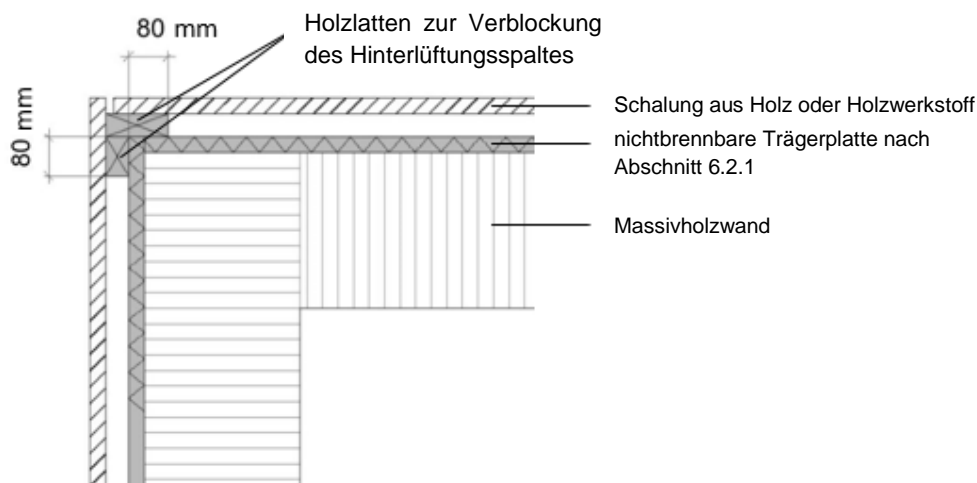 80 mm
Holzlatten zur Verblockung
des Hinterlüftungsspaltes
80 mm
Schalung aus Holz oder Holzwerkstoff
nichtbrennbare Trägerplatte nach
Abschnitt 6.2.1
Massivholzwand